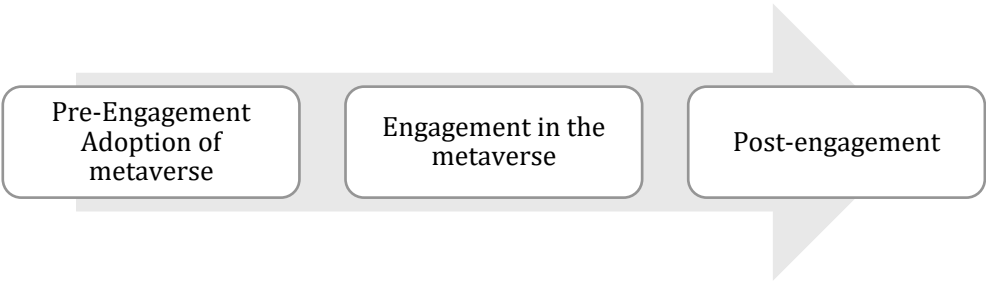 Pre-Engagement
Adoption of
metaverse
Engagement in the
metaverse
Post-engagement